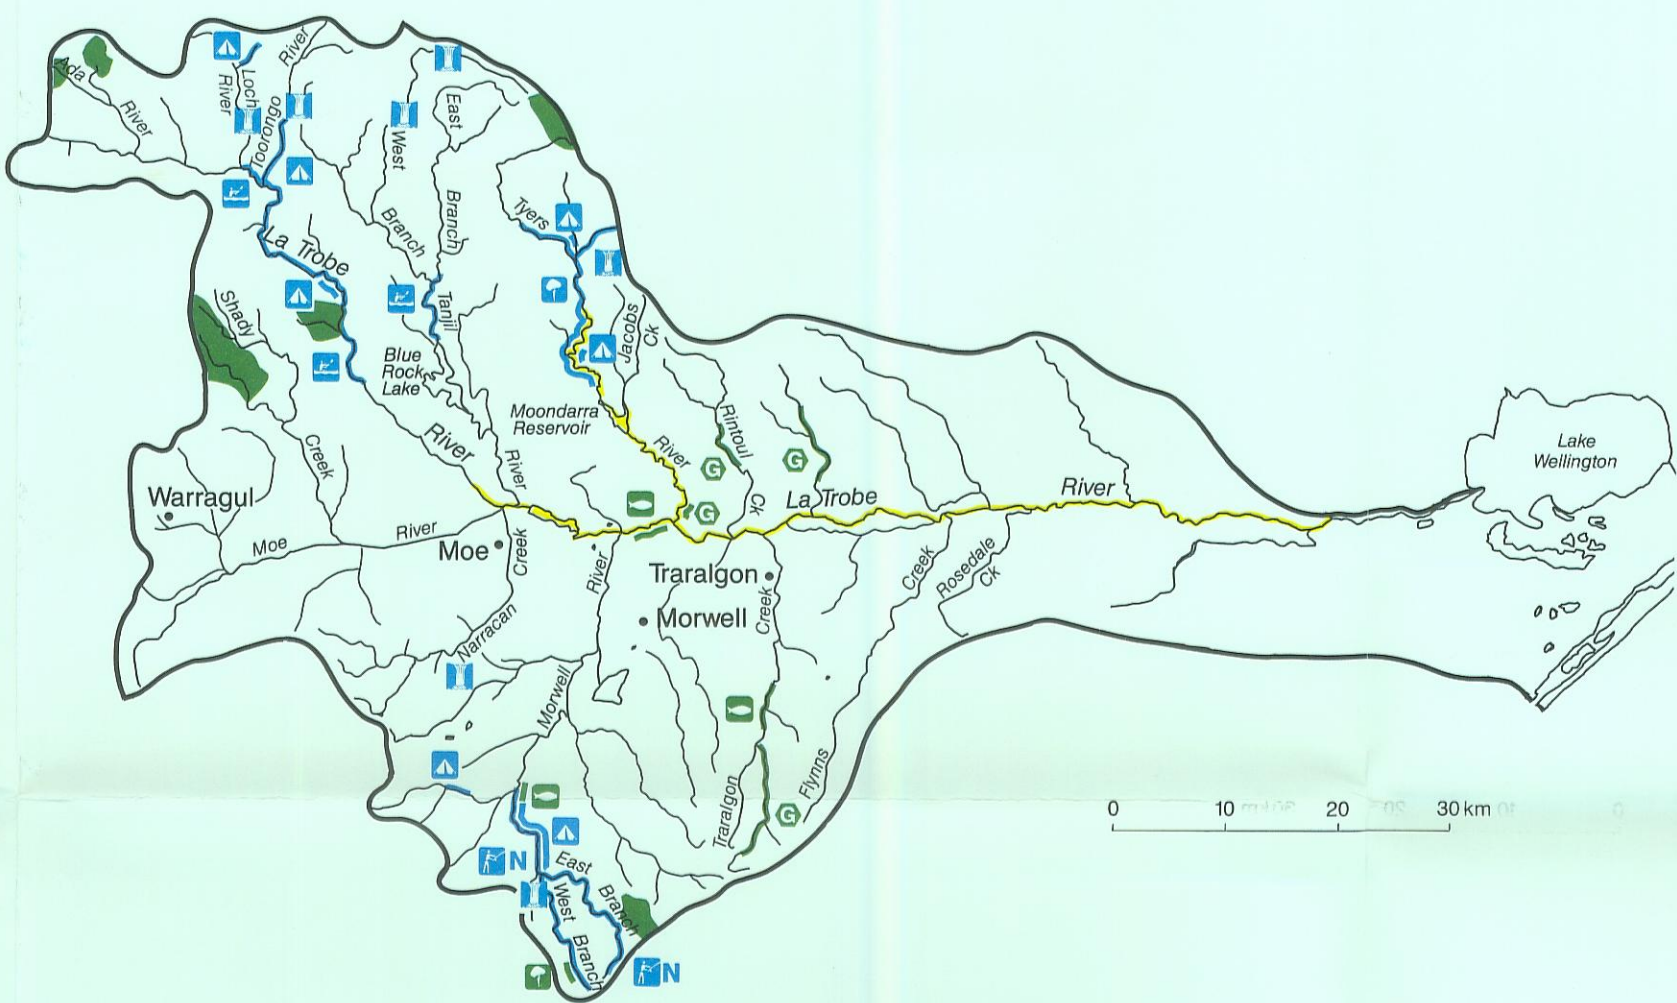 Ada
River
Loch
River
River
Toorongo
West
Branch
East
Branch
Tyers
La Trobe
Shady
Creek
Tanjil
Blue
Rock
Lake
Jacobs
Ck
Moondarra
Reservoir
River
River
River
Rintoul
Ck
G
G
G
La Trobe
River
Lake
Wellington
Warragul
Moe
River
Moe
Creek
Narracan
River
Traralgon
Morwell
Creek
Creek
Rosedale
Ck
Morwell
Traralgon
Flynns
G
0 10 20 30 km
N
East
Branch
West
Branch
N